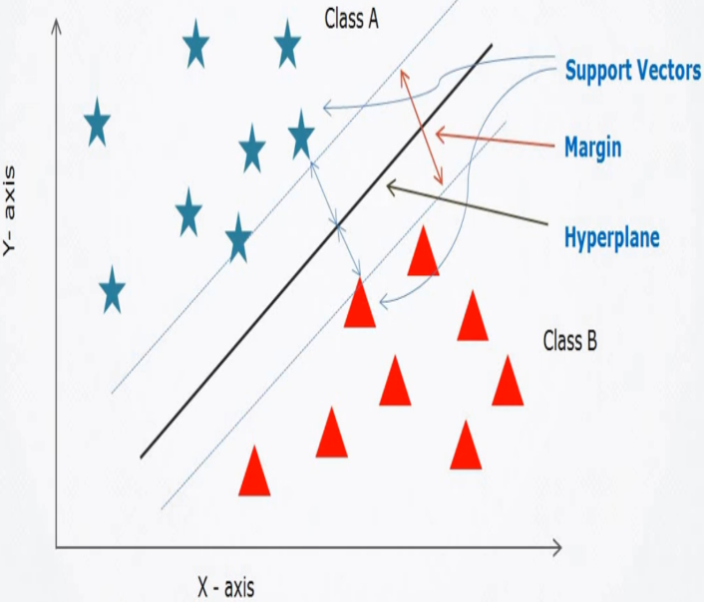 Class A
Support Vectors
Margin
Y- axis
Hyperplane
Class B
X - axis